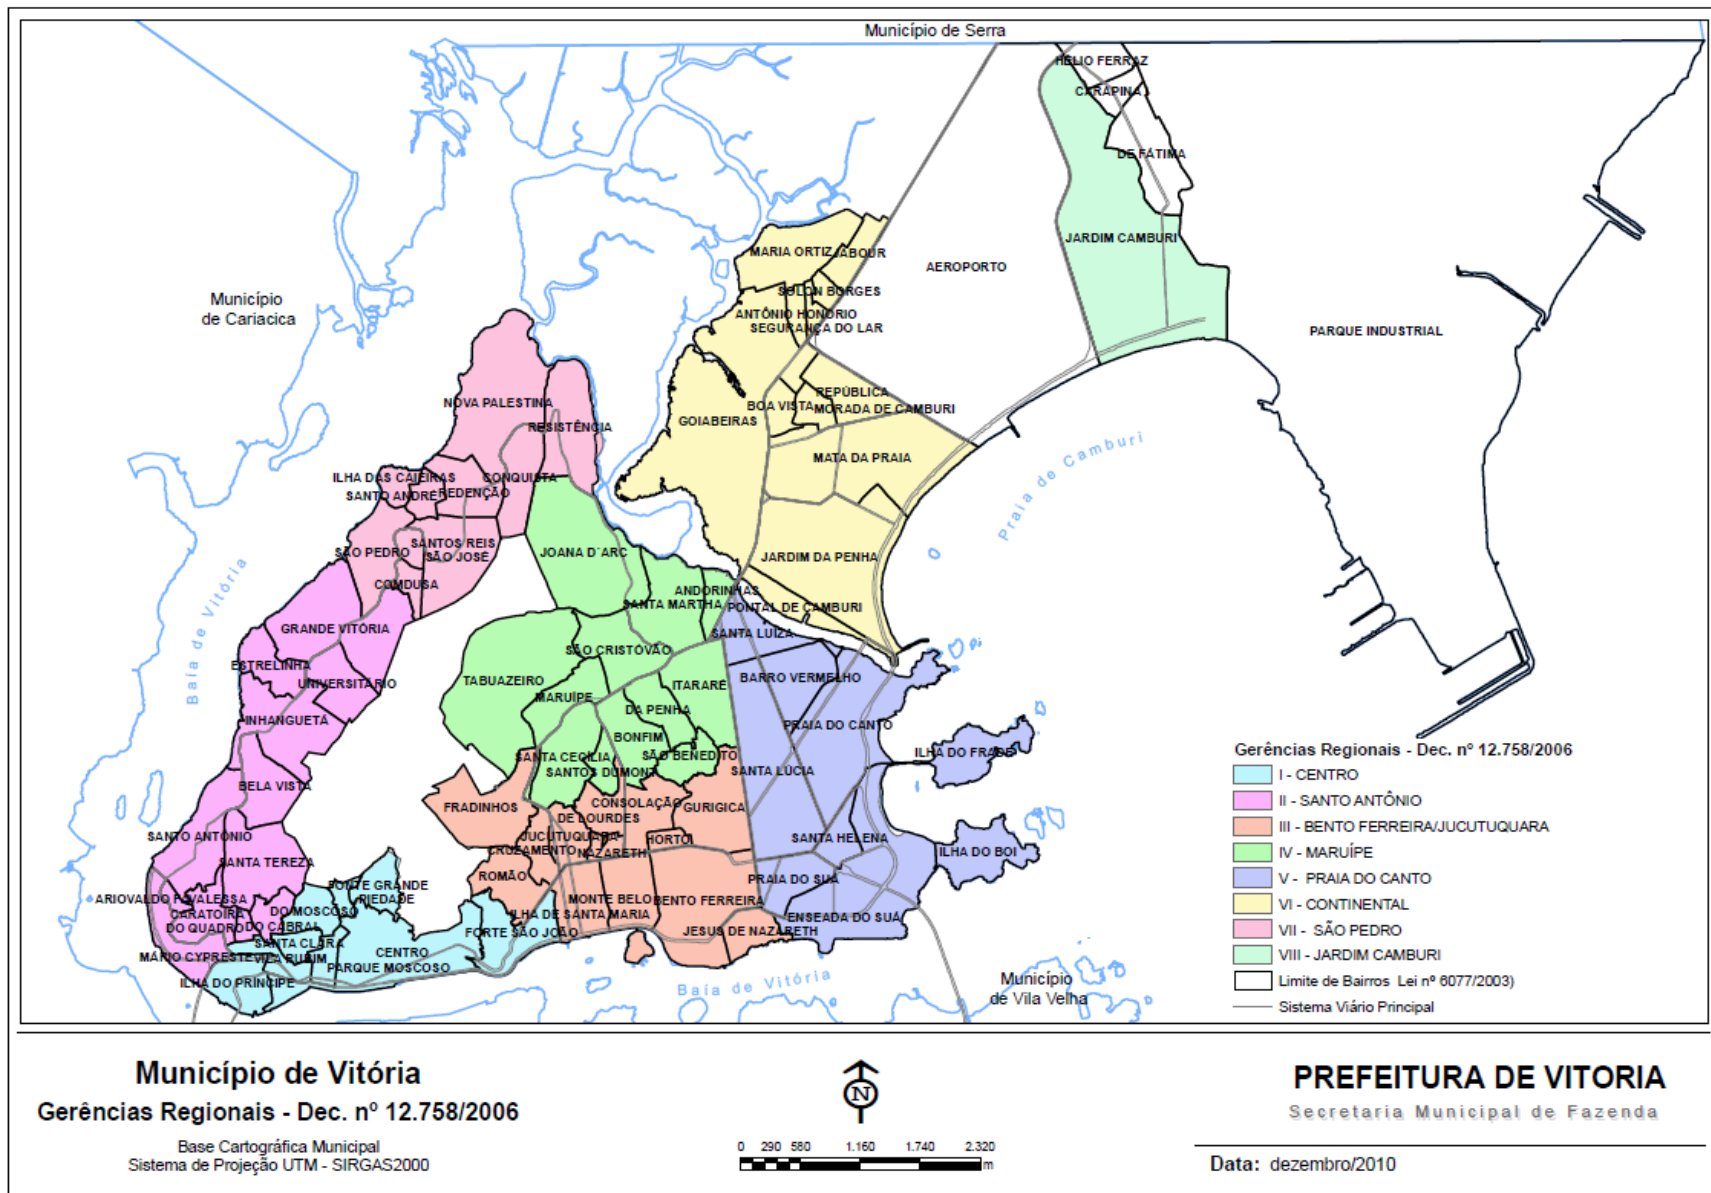 Município de Serra
HÉLIO FERRAZ
CARAPINA I
DE FÁTIMA
JARDIM CAMBURI
MARIA ORTIZ
JABOUR
AEROPORTO
SOLON BORGES
Município
de Cariacica
ANTÔNIO HONÓRIO
SEGURANÇA DO LAR
PARQUE INDUSTRIAL
NOVA PALESTINA
REPÚBLICA
BOA VISTA
MORADA DE CAMBURI
GOIABEIRAS
RESISTÊNCIA
Praia de Camburi
MATA DA PRAIA
ILHA DAS CAIEIRAS
CONQUISTA
SANTO ANDRÉ
REDENÇÃO
SÃO PEDRO
SANTOS REIS
SÃO JOSÉ
JOANA D´ARC
JARDIM DA PENHA
COMDUSA
ANDORINHAS
SANTA MARTHA
PONTAL DE CAMBURI
Baía de Vitória
GRANDE VITÓRIA
SANTA LUÍZA
SÃO CRISTÓVÃO
ESTRELINHA
UNIVERSITÁRIO
TABUAZEIRO
MARUÍPE
ITARARÉ
BARRO VERMELHO
DA PENHA
INHANGUETÁ
PRAIA DO CANTO
BONFIM
ILHA DO FRADE
SANTA CECÍLIA
SÃO BENEDITO
SANTOS DUMONT
SANTA LÚCIA
BELA VISTA
FRADINHOS
CONSOLAÇÃO
GURIGICA
DE LOURDES
SANTO ANTÔNIO
JUCUTUQUARA
HORTO
SANTA HELENA
CRUZAMENTO
NAZARETH
ILHA DO BOI
SANTA TEREZA
ROMÃO
PRAIA DO SUÁ
FONTE GRANDE
PIEDADE
ARIOVALDO FAVALESSA
MONTE BELO
BENTO FERREIRA
CARATOÍRA
DO MOSCOSO
ILHA DE SANTA MARIA
ENSEADA DO SUÁ
DO QUADRO
DO CABRAL
FORTE SÃO JOÃO
JESUS DE NAZARETH
SANTA CLARA
CENTRO
MÁRIO CYPRESTE
VILA RUBIM
PARQUE MOSCOSO
ILHA DO PRÍNCIPE
Baía de Vitória
Município
de Vila Velha
Gerências Regionais - Dec. nº 12.758/2006
I - CENTRO
II - SANTO ANTÔNIO
III - BENTO FERREIRA/JUCUTUQUARA
IV - MARUÍPE
V - PRAIA DO CANTO
VI - CONTINENTAL
VII - SÃO PEDRO
VIII - JARDIM CAMBURI
Limite de Bairros Lei nº 6077/2003)
Sistema Viário Principal
Município de Vitória
Gerências Regionais - Dec. nº 12.758/2006
Base Cartográfica Municipal
Sistema de Projeção UTM - SIRGAS2000
N
0 290 580 1.160 1.740 2.320
m
PREFEITURA DE VITORIA
Secretaria Municipal de Fazenda
Data: dezembro/2010